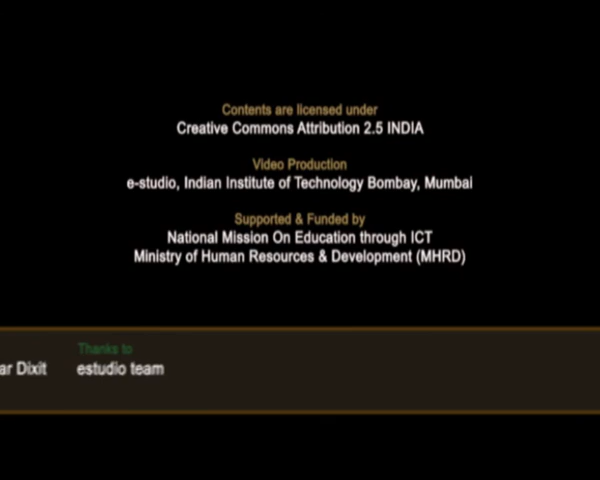 Contents are licensed under
Creative Commons Attribution 2.5 INDIA
Video Production
e-studio, Indian Institute of Technology Bombay, Mumbai
Supported & Funded by
National Mission On Education through ICT
Ministry of Human Resources & Development (MHRD)
Thanks to
ar Dixit estudio team